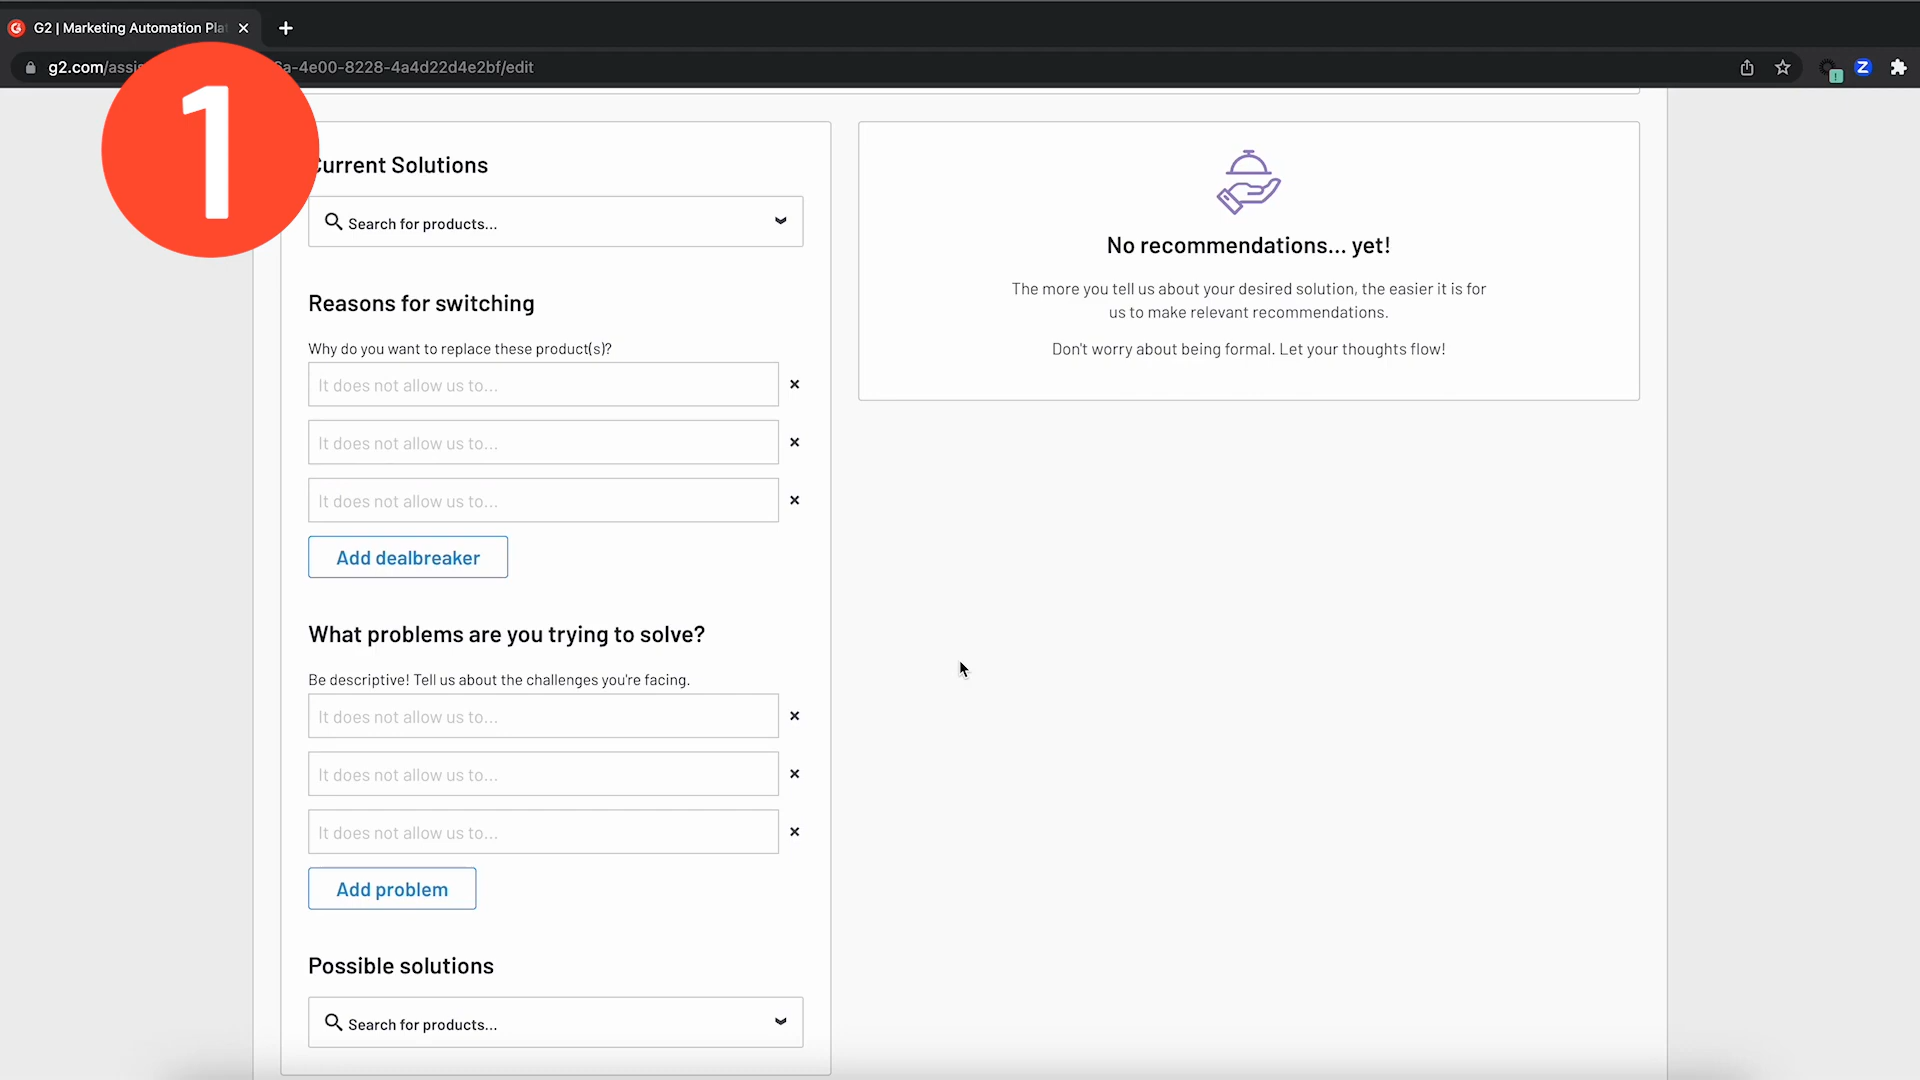 G2 | Marketing Automation Pla
g2.com/assi
a-4e00-8228-4a4d22d4e2bf/edit
Z
1
urrent Solutions
Search for products...
Reasons for switching
Why do you want to replace these product(s)?
It does not allow us to...
It does not allow us to...
It does not allow us to...
Add dealbreaker
What problems are you trying to solve?
Be descriptive! Tell us about the challenges you're facing.
It does not allow us to...
It does not allow us to...
It does not allow us to...
Add problem
Possible solutions
Search for products...
No recommendations... yet!
The more you tell us about your desired solution, the easier it is for
us to make relevant recommendations.
Don't worry about being formal. Let your thoughts flow!